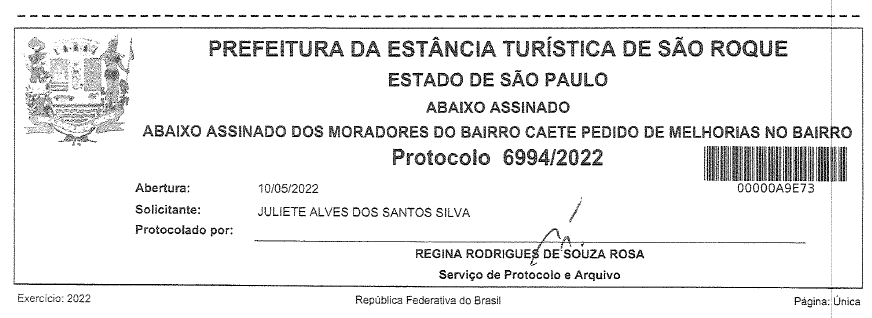 PREFEITURA DA ESTÂNCIA TURÍSTICA DE SÃO ROQUE
ESTADO DE SÃO PAULO
ABAIXO ASSINADO
ABAIXO ASSINADO DOS MORADORES DO BAIRRO CAETE PEDIDO DE MELHORIAS NO BAIRRO
Protocolo 6994/2022
00000A9E73
Abertura: 10/05/2022
Solicitante: JULIETE ALVES DOS SANTOS SILVA
Protocolado por:
REGINA RODRIGUES DE SOUZA ROSA
Serviço de Protocolo e Arquivo
Exercício: 2022 República Federativa do Brasil Página: Única